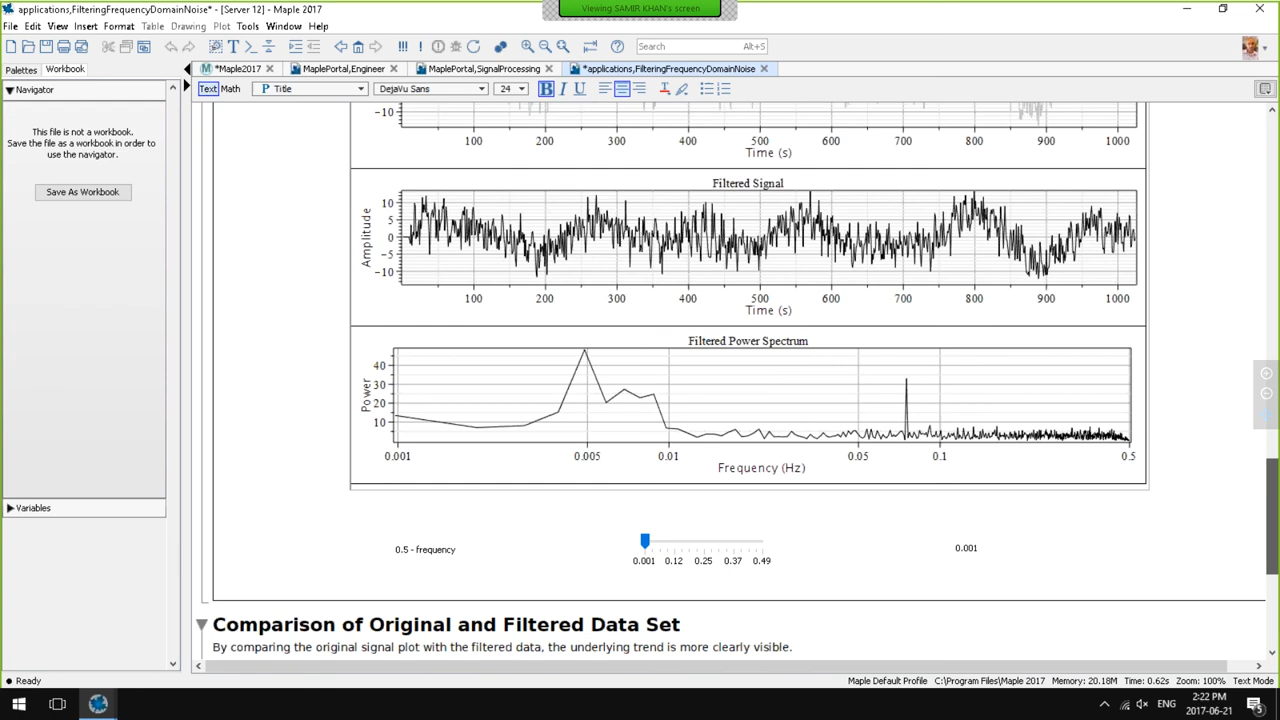 applications,FilteringFrequencyDomainNoise* - [Server 12] - Maple 2017
Viewing SAMIR KHAN's screen
File Edit View Insert Format Table Drawing Plot Tools Window Help
Search Alt+S
Palettes Workbook
*Maple2017 MaplePortal,Engineer MaplePortal,SignalProcessing *applications,FilteringFrequencyDomainNoise
Navigator
Text Math P Title DejaVu Sans 24 B I U
This file is not a workbook.
Save the file as a workbook in order to
use the navigator.
Save As Workbook
-10
100 200 300 400 500 600 700 800 900 1000
Time (s)
Filtered Signal
Amplitude
10
5
0
-5
-10
100 200 300 400 500 600 700 800 900 1000
Time (s)
Filtered Power Spectrum
Power
40
30
20
10
0.001 0.005 0.01 0.05 0.1 0.5
Frequency (Hz)
Variables
0.5 - frequency
0.001 0.12 0.25 0.37 0.49
0.001
Comparison of Original and Filtered Data Set
By comparing the original signal plot with the filtered data, the underlying trend is more clearly visible.
Ready
Maple Default Profile C:\Program Files\Maple 2017 Memory: 20.18M Time: 0.62s Zoom: 100% Text Mode
ENG
2:22 PM
2017-06-21
5